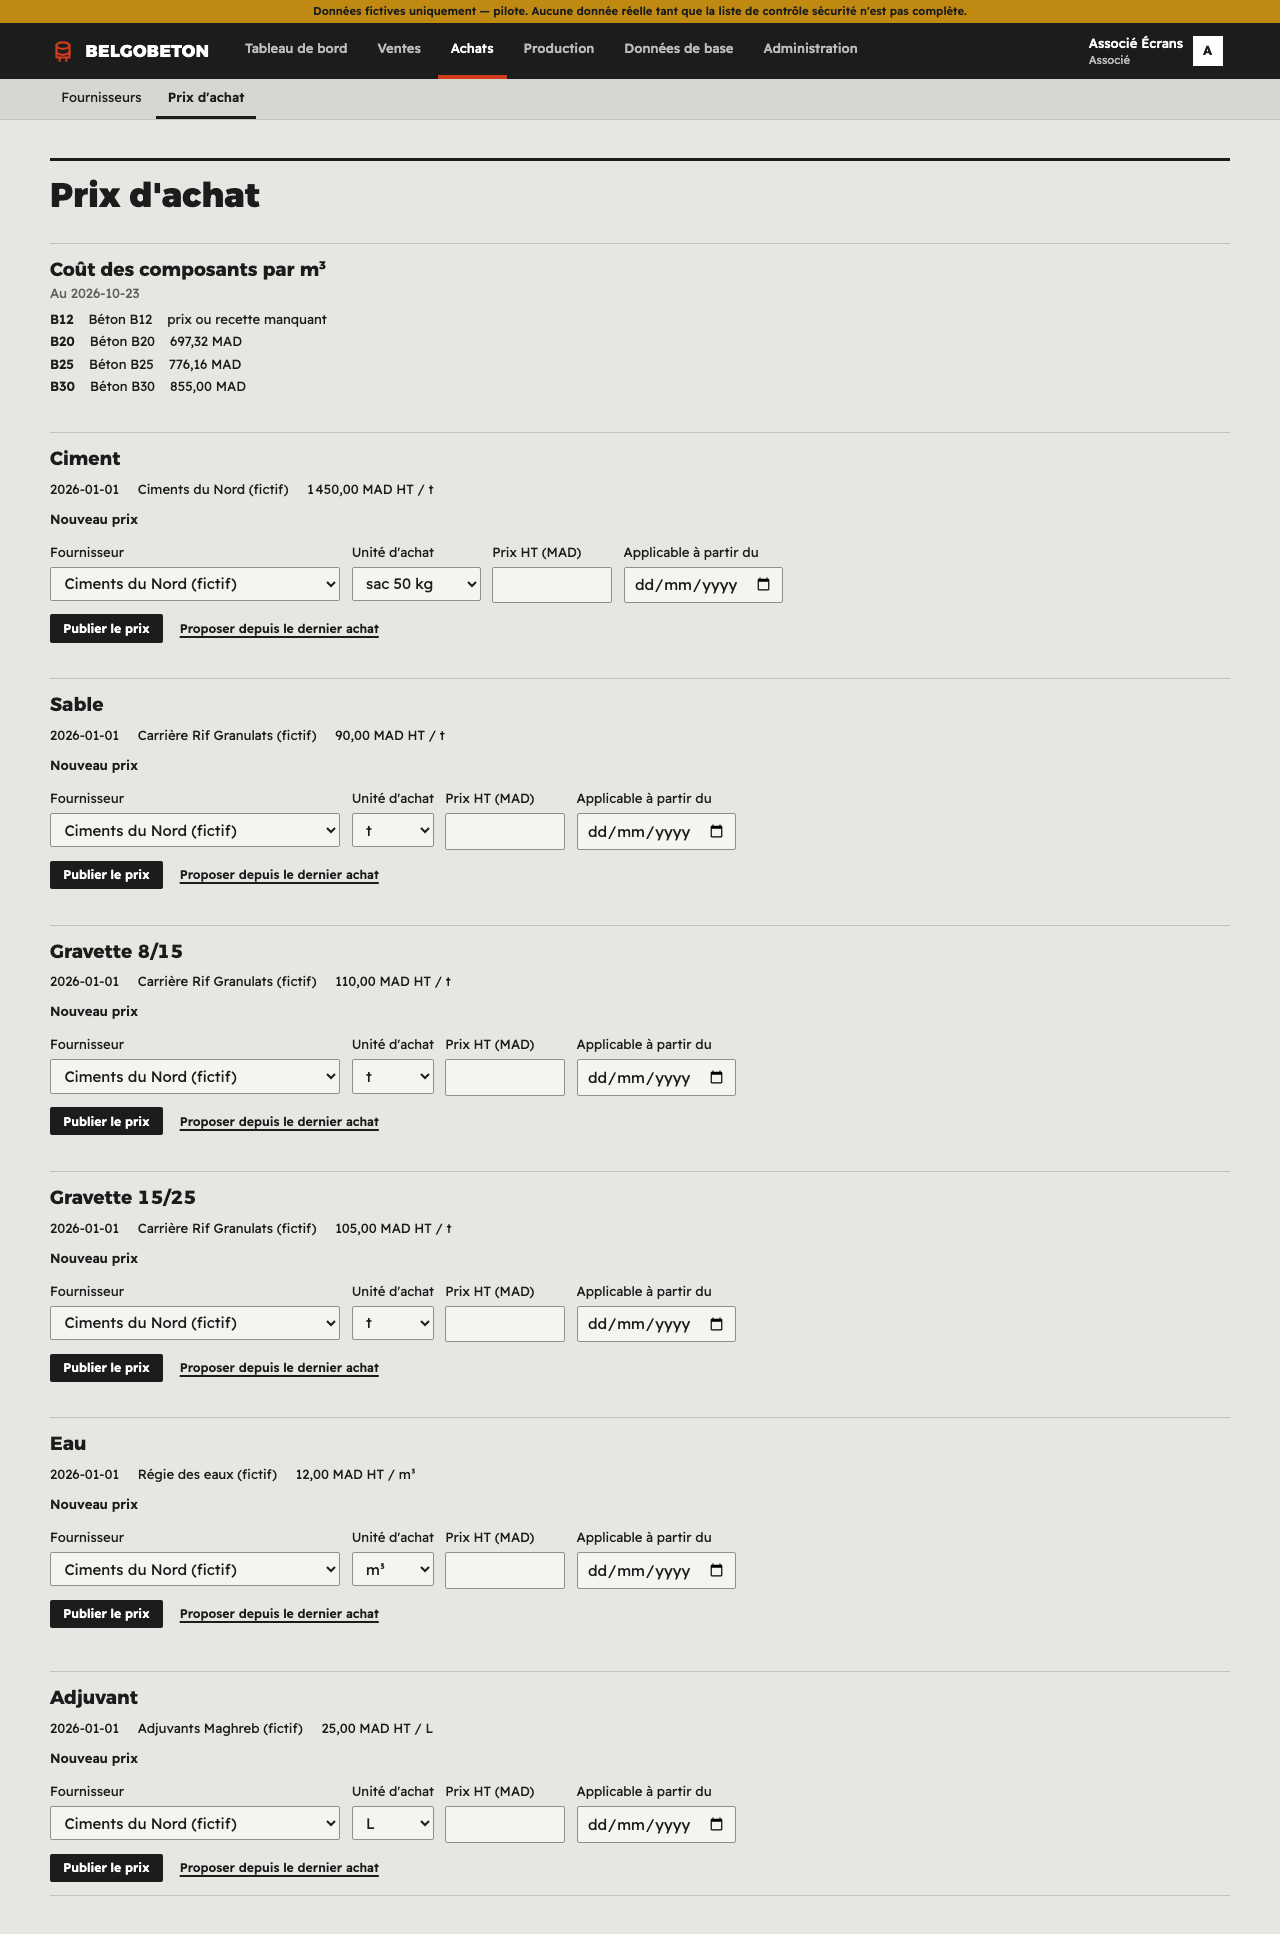 Données fictives uniquement — pilote. Aucune donnée réelle tant que la liste de contrôle sécurité n'est pas complète.
BELGOBETON Tableau de bord Ventes Achats Production Données de base Administration Associé Écrans A
Associé
Fournisseurs Prix d'achat
Prix d'achat
Coût des composants par m³
Au 2026-10-23
B12 Béton B12 prix ou recette manquant
B20 Béton B20 697,32 MAD
B25 Béton B25 776,16 MAD
B30 Béton B30 855,00 MAD
Ciment
2026-01-01 Ciments du Nord (fictif) 1 450,00 MAD HT / t
Nouveau prix
Fournisseur Unité d'achat Prix HT (MAD) Applicable à partir du
Ciments du Nord (fictif) sac 50 kg dd/mm/yyyy
Publier le prix Proposer depuis le dernier achat
Sable
2026-01-01 Carrière Rif Granulats (fictif) 90,00 MAD HT / t
Nouveau prix
Fournisseur Unité d'achat Prix HT (MAD) Applicable à partir du
Ciments du Nord (fictif) t dd/mm/yyyy
Publier le prix Proposer depuis le dernier achat
Gravette 8/15
2026-01-01 Carrière Rif Granulats (fictif) 110,00 MAD HT / t
Nouveau prix
Fournisseur Unité d'achat Prix HT (MAD) Applicable à partir du
Ciments du Nord (fictif) t dd/mm/yyyy
Publier le prix Proposer depuis le dernier achat
Gravette 15/25
2026-01-01 Carrière Rif Granulats (fictif) 105,00 MAD HT / t
Nouveau prix
Fournisseur Unité d'achat Prix HT (MAD) Applicable à partir du
Ciments du Nord (fictif) t dd/mm/yyyy
Publier le prix Proposer depuis le dernier achat
Eau
2026-01-01 Régie des eaux (fictif) 12,00 MAD HT / m³
Nouveau prix
Fournisseur Unité d'achat Prix HT (MAD) Applicable à partir du
Ciments du Nord (fictif) m³ dd/mm/yyyy
Publier le prix Proposer depuis le dernier achat
Adjuvant
2026-01-01 Adjuvants Maghreb (fictif) 25,00 MAD HT / L
Nouveau prix
Fournisseur Unité d'achat Prix HT (MAD) Applicable à partir du
Ciments du Nord (fictif) L dd/mm/yyyy
Publier le prix Proposer depuis le dernier achat